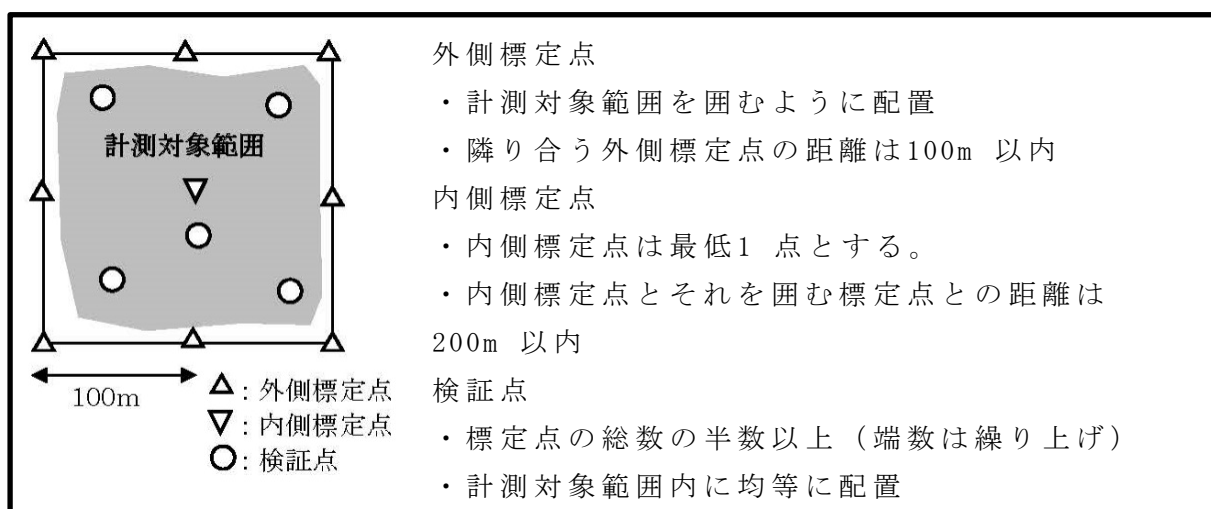 計測対象範囲
100m
△：外側標定点
▽：内側標定点
○：検証点
外側標定点
・計測対象範囲を囲むように配置
・隣り合う外側標定点の距離は100m 以内
内側標定点
・内側標定点は最低1 点とする。
・内側標定点とそれを囲む標定点との距離は
200m 以内
検証点
・標定点の総数の半数以上（端数は繰り上げ）
・計測対象範囲内に均等に配置